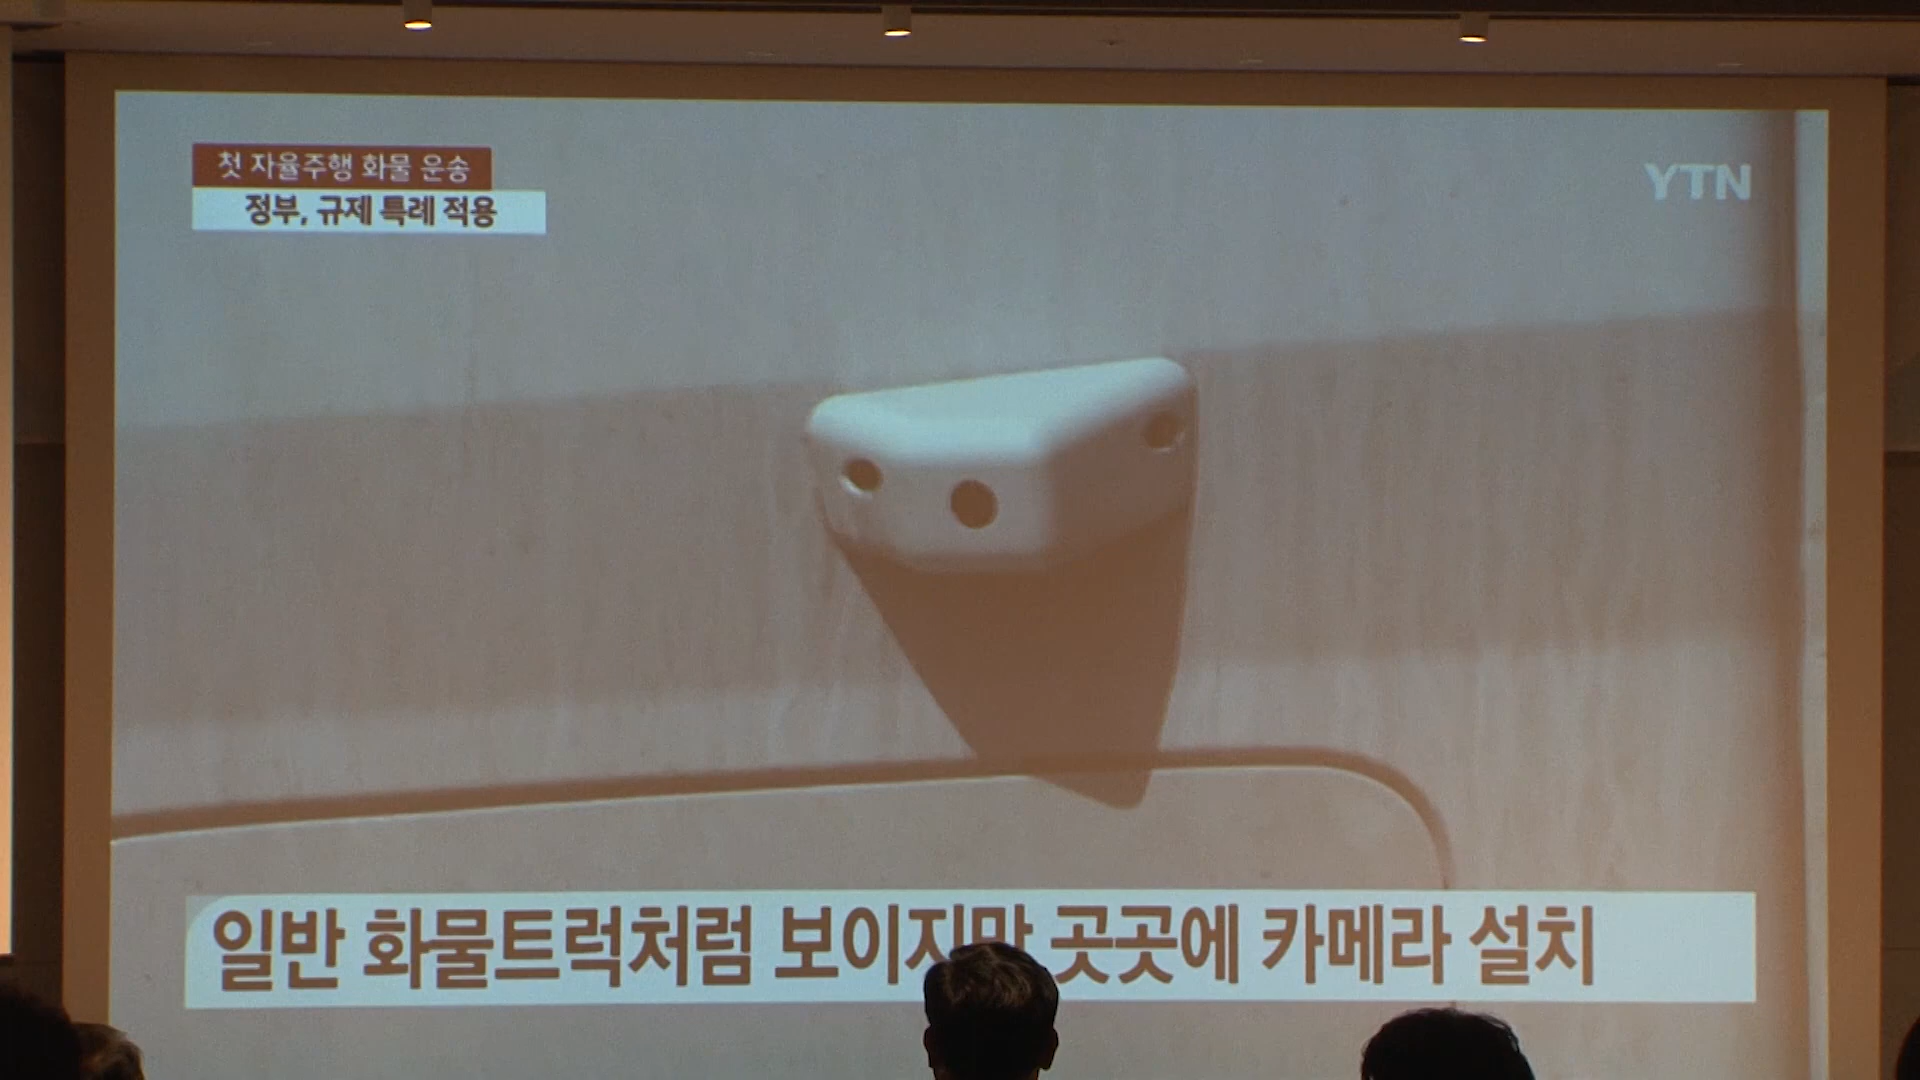 첫 자율주행 화물 운송
정부, 규제 특례 적용
YTN
일반 화물트럭처럼 보이지만 곳곳에 카메라 설치